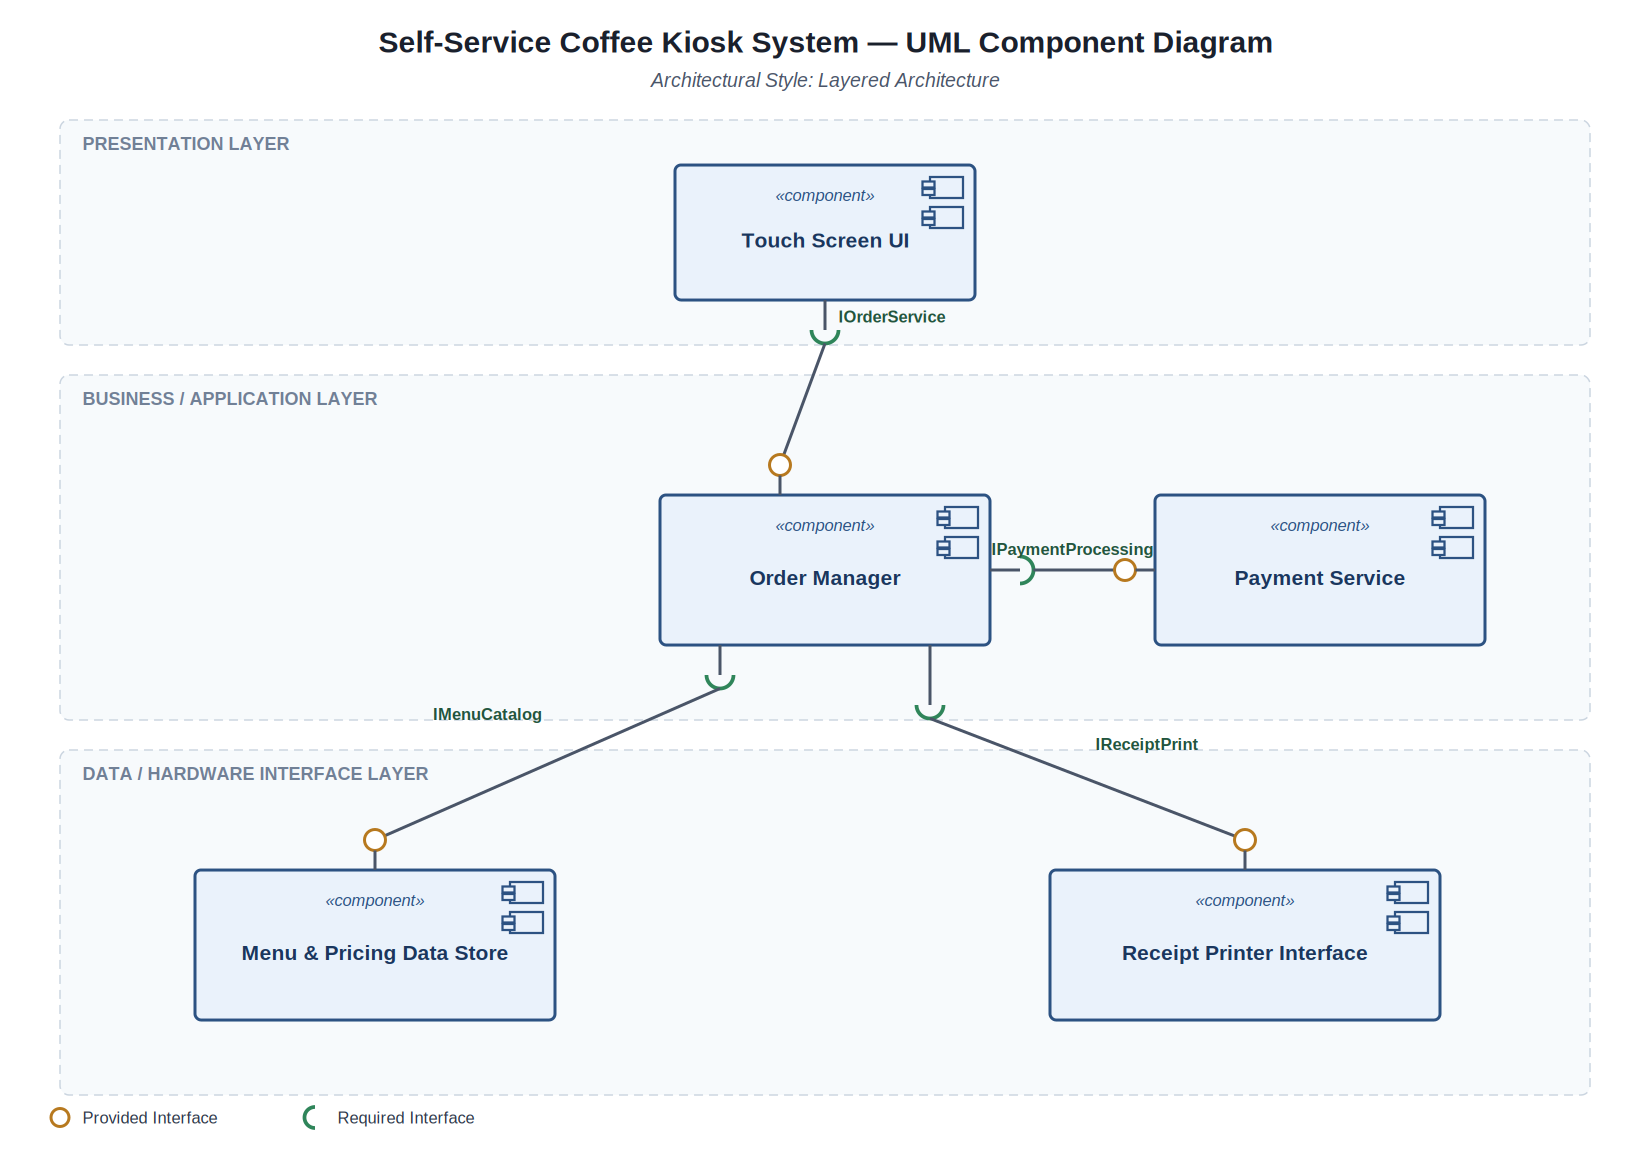 Self-Service Coffee Kiosk System — UML Component Diagram
Architectural Style: Layered Architecture
PRESENTATION LAYER
«component»
Touch Screen UI
IOrderService
BUSINESS / APPLICATION LAYER
«component»
Order Manager
IPaymentProcessing
«component»
Payment Service
IMenuCatalog
IReceiptPrint
DATA / HARDWARE INTERFACE LAYER
«component»
Menu & Pricing Data Store
«component»
Receipt Printer Interface
Provided Interface
Required Interface